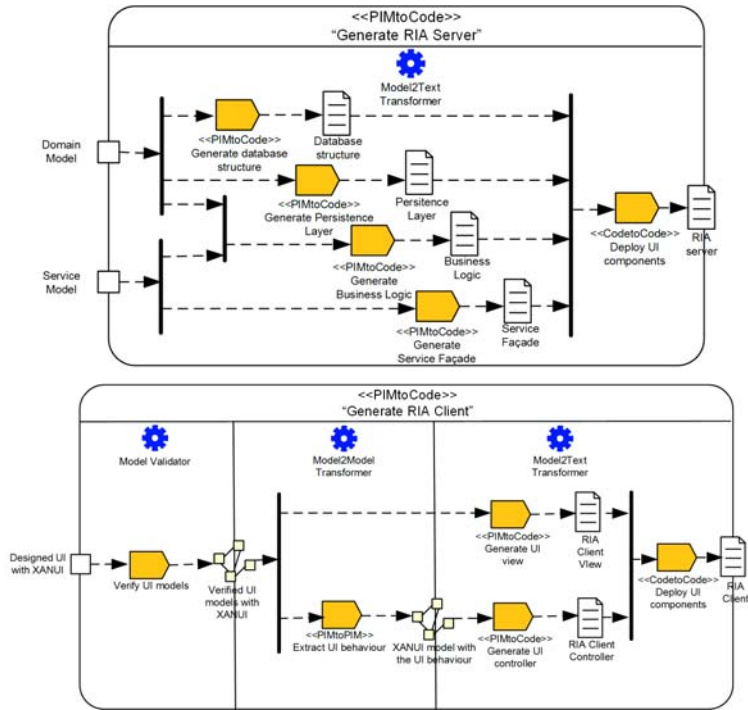 <<PIMtoCode>>
“Generate RIA Server”
Model2Text
Transformer
Domain
Model
<<PIMtoCode>>
Generate database
structure
Database
structure
<<PIMtoCode>>
Generate Persistence
Layer
Persitence
Layer
<<PIMtoCode>>
Generate
Business Logic
Business
Logic
<<CodetoCode>>
Deploy UI
components
RIA
server
Service
Model
<<PIMtoCode>>
Generate
Service Façade
Service
Façade
<<PIMtoCode>>
“Generate RIA Client”
Model Validator
Model2Model
Transformer
Model2Text
Transformer
Designed UI
with XANUI
Verify UI models
Verified UI
models with
XANUI
<<PIMtoCode>>
Generate UI
view
RIA
Client
VIew
<<PIMtoPIM>>
Extract UI behaviour
XANUI model with
the UI behaviour
<<PIMtoCode>>
Generate UI
controller
RIA Client
Controller
<<CodetoCode>>
Deploy UI
components
RIA
Client